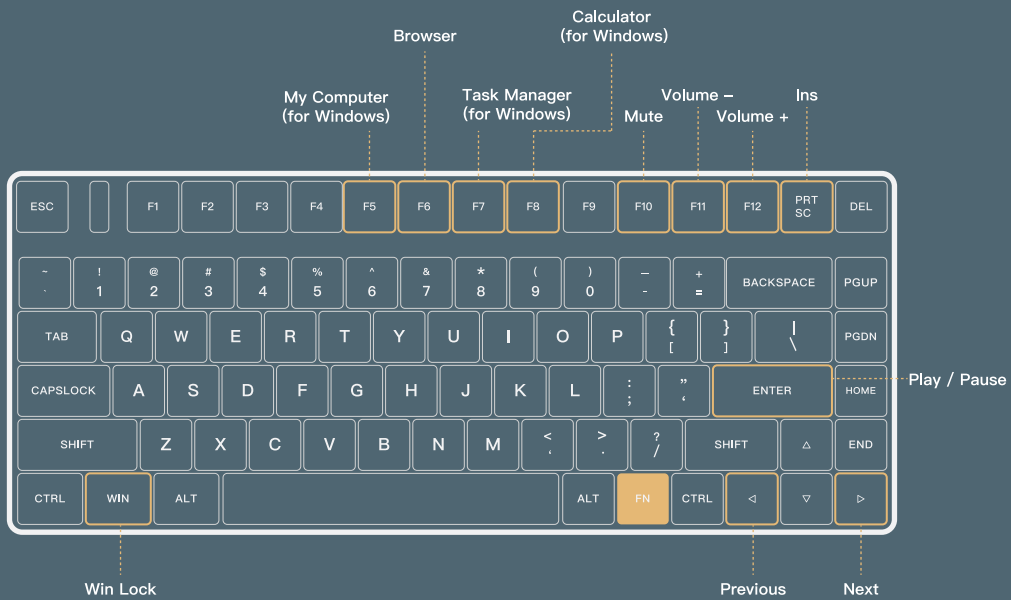 Calculator
(for Windows)
Browser
My Computer
(for Windows)
Task Manager
(for Windows)
Volume –
Ins
Mute
Volume +
ESC F1 F2 F3 F4 F5 F6 F7 F8 F9 F10 F11 F12 PRT SC DEL
~ ! @ # $ % ^ & * ( ) — +
` 1 2 3 4 5 6 7 8 9 0 - = BACKSPACE PGUP
TAB Q W E R T Y U I O P { [ } ] | \ PGDN
CAPSLOCK A S D F G H J K L : ; ” ‘ ENTER HOME
Play / Pause
SHIFT Z X C V B N M < ‘ > . ? / SHIFT △ END
CTRL WIN ALT ALT FN CTRL ◁ ▽ ▷
Win Lock
Previous
Next